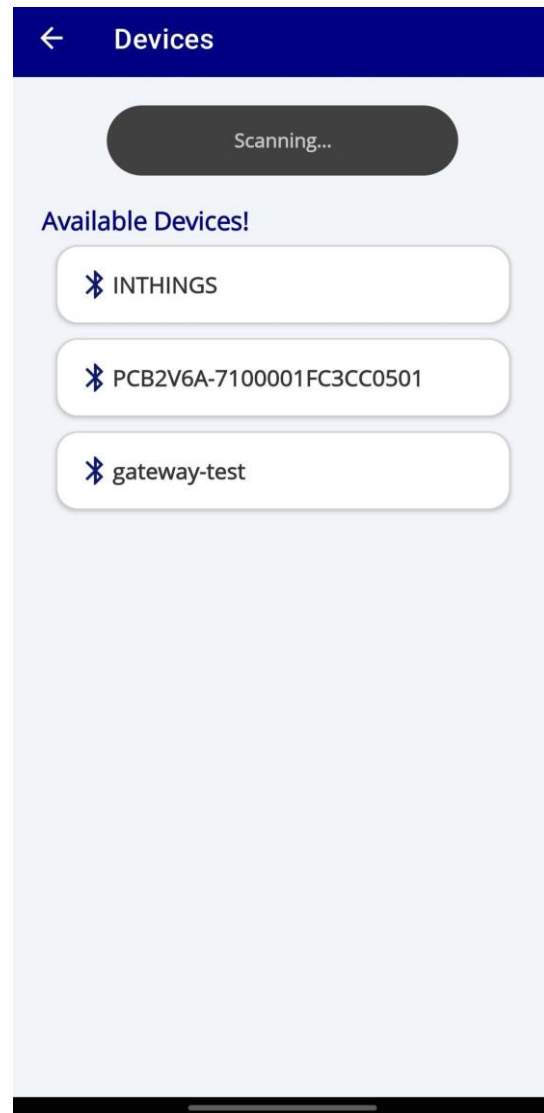 Devices
Scanning...
Available Devices!
INTHINGS
PCB2V6A-7100001FC3CC0501
gateway-test